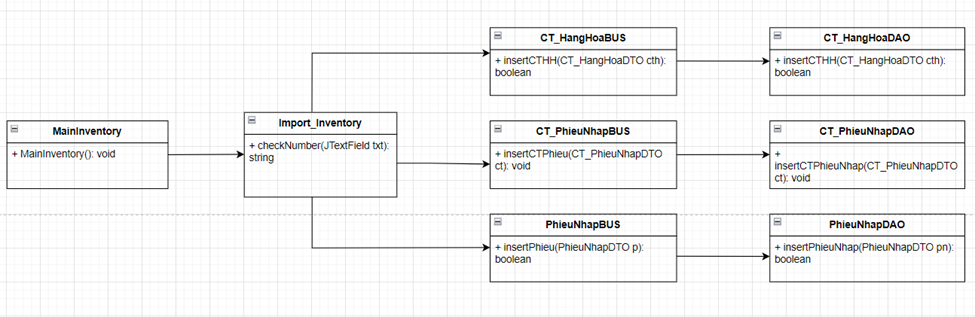 MainInventory
+ MainInventory(): void
Import_Inventory
+ checkNumber(JTextField txt):
string
CT_HangHoaBUS
+ insertCTHH(CT_HangHoaDTO cth):
boolean
CT_HangHoaDAO
+ insertCTHH(CT_HangHoaDTO cth):
boolean
CT_PhieuNhapBUS
+ insertCTPhieu(CT_PhieuNhapDTO
ct): void
CT_PhieuNhapDAO
+
insertCTPhieuNhap(CT_PhieuNhapDTO
ct): void
PhieuNhapBUS
+ insertPhieu(PhieuNhapDTO p):
boolean
PhieuNhapDAO
+ insertPhieuNhap(PhieuNhapDTO pn):
boolean